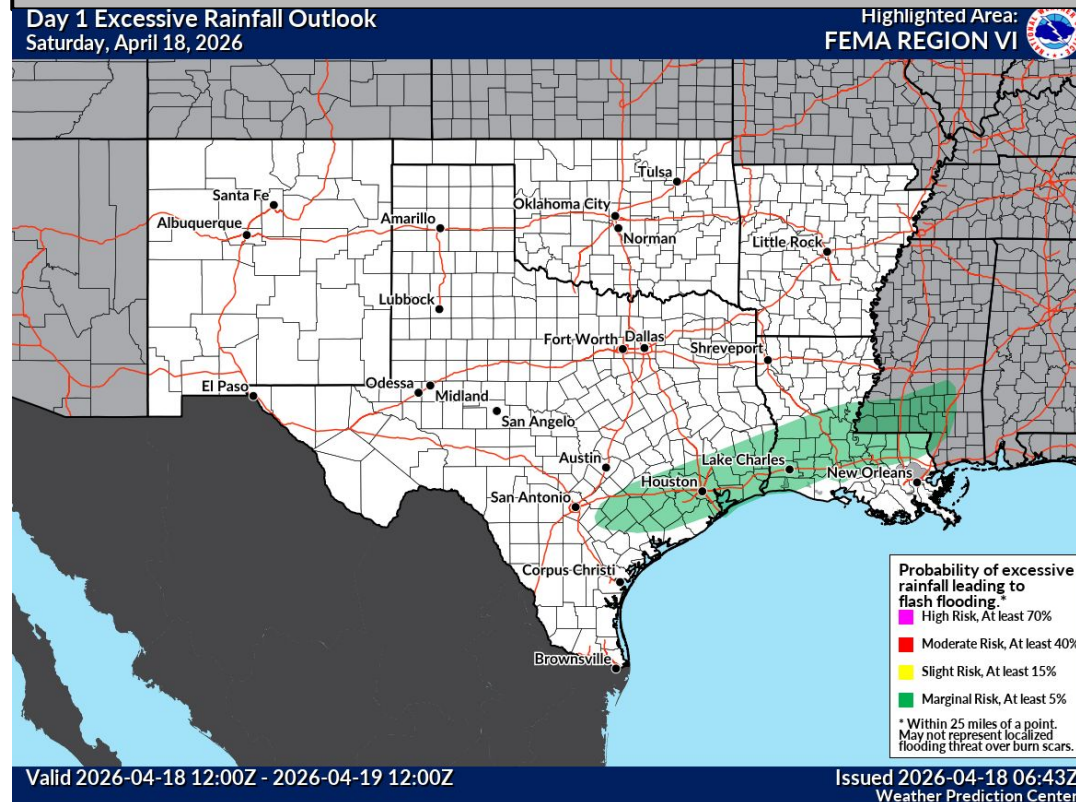 Day 1 Excessive Rainfall Outlook
Saturday, April 18, 2026
Highlighted Area:
FEMA REGION VI
Santa Fe
Albuquerque
Amarillo
Tulsa
Oklahoma City
Norman
Little Rock
Lubbock
Fort Worth
Dallas
Shreveport
El Paso
Odessa
Midland
San Angelo
Austin
Lake Charles
Houston
New Orleans
San Antonio
Corpus Christi
Brownsville
Probability of excessive
rainfall leading to
flash flooding.*
High Risk, At least 70%
Moderate Risk, At least 40%
Slight Risk, At least 15%
Marginal Risk, At least 5%
* Within 25 miles of a point.
May not represent localized
flooding threat over burn scars.
Valid 2026-04-18 12:00Z - 2026-04-19 12:00Z
Issued 2026-04-18 06:43Z
Weather Prediction Center